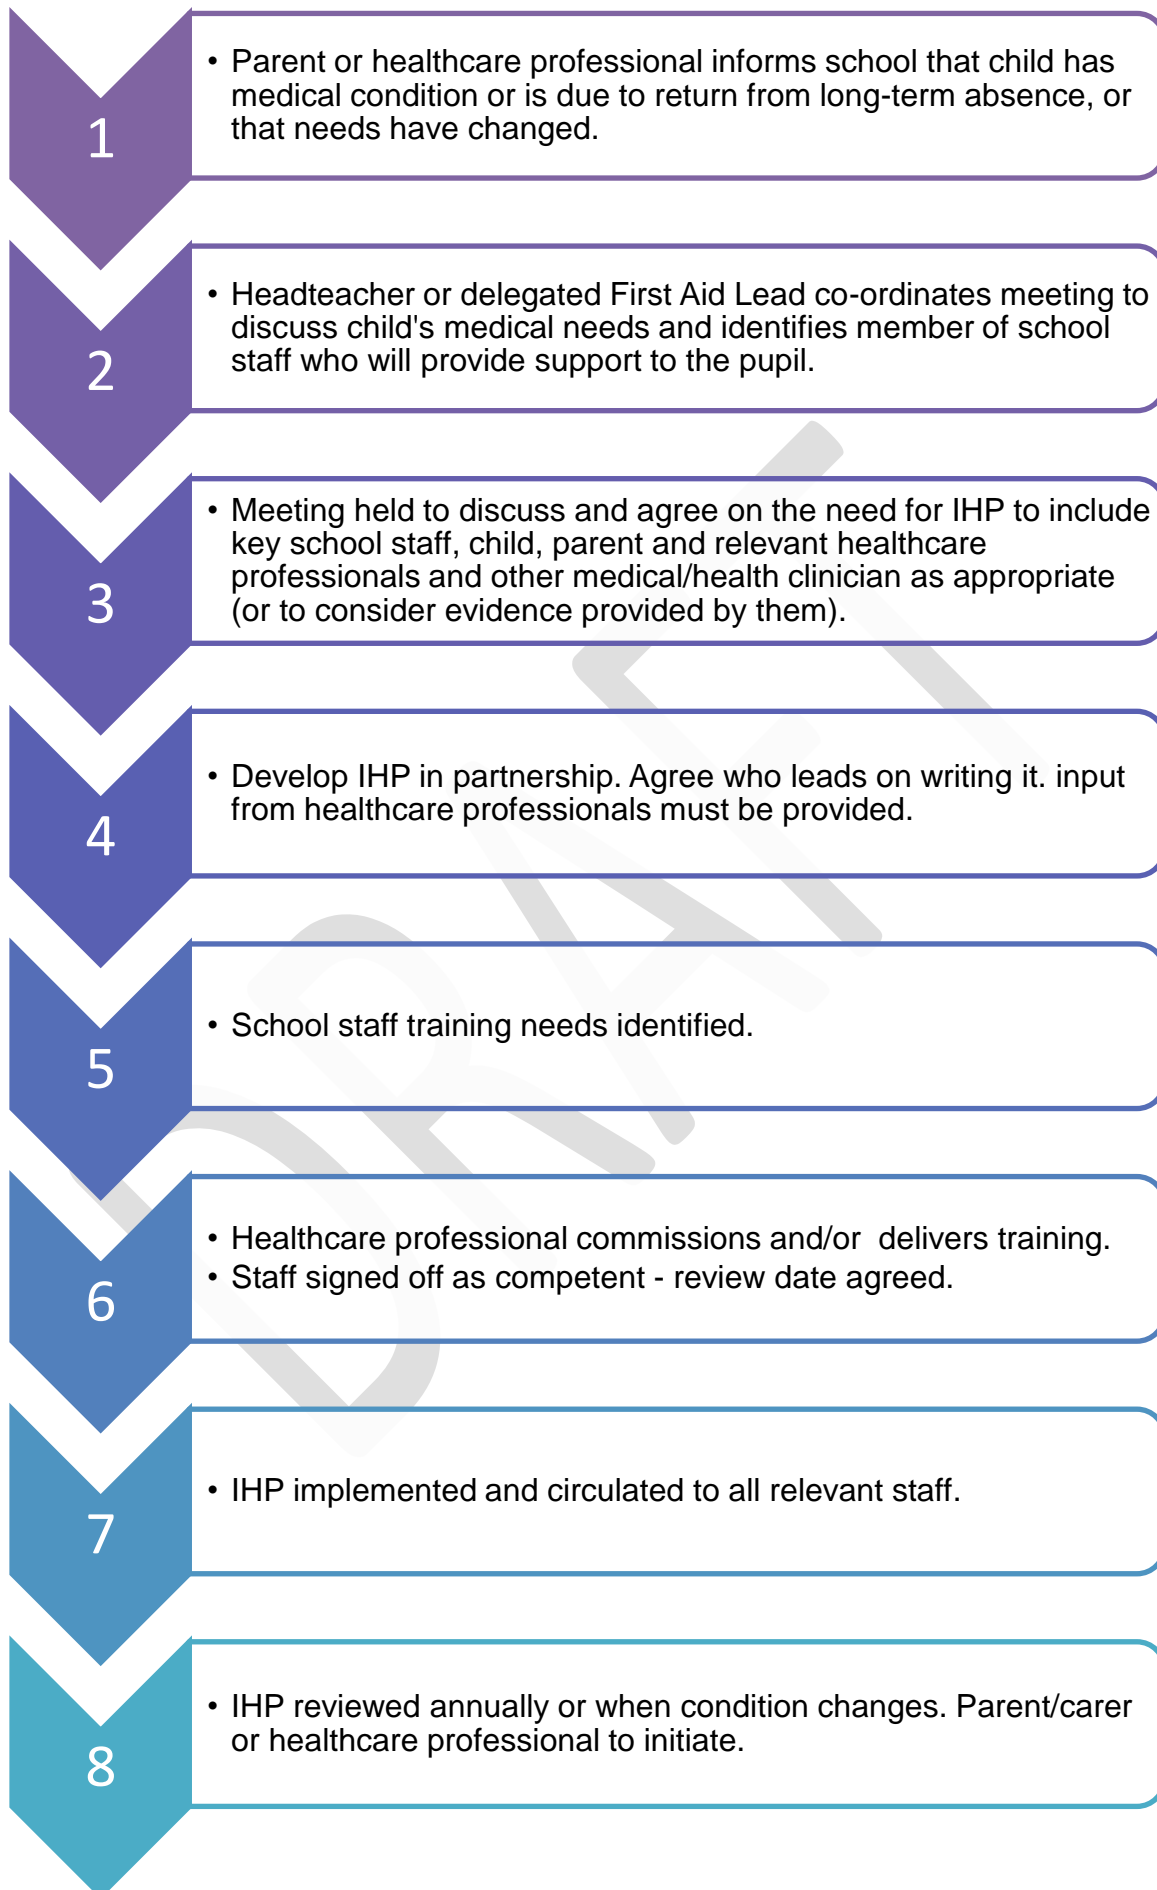 1
• Parent or healthcare professional informs school that child has
medical condition or is due to return from long-term absence, or
that needs have changed.
2
• Headteacher or delegated First Aid Lead co-ordinates meeting to
discuss child's medical needs and identifies member of school
staff who will provide support to the pupil.
3
• Meeting held to discuss and agree on the need for IHP to include
key school staff, child, parent and relevant healthcare
professionals and other medical/health clinician as appropriate
(or to consider evidence provided by them).
4
• Develop IHP in partnership. Agree who leads on writing it. input
from healthcare professionals must be provided.
5
• School staff training needs identified.
6
• Healthcare professional commissions and/or  delivers training.
• Staff signed off as competent - review date agreed.
7
• IHP implemented and circulated to all relevant staff.
8
• IHP reviewed annually or when condition changes. Parent/carer
or healthcare professional to initiate.
DRAFT